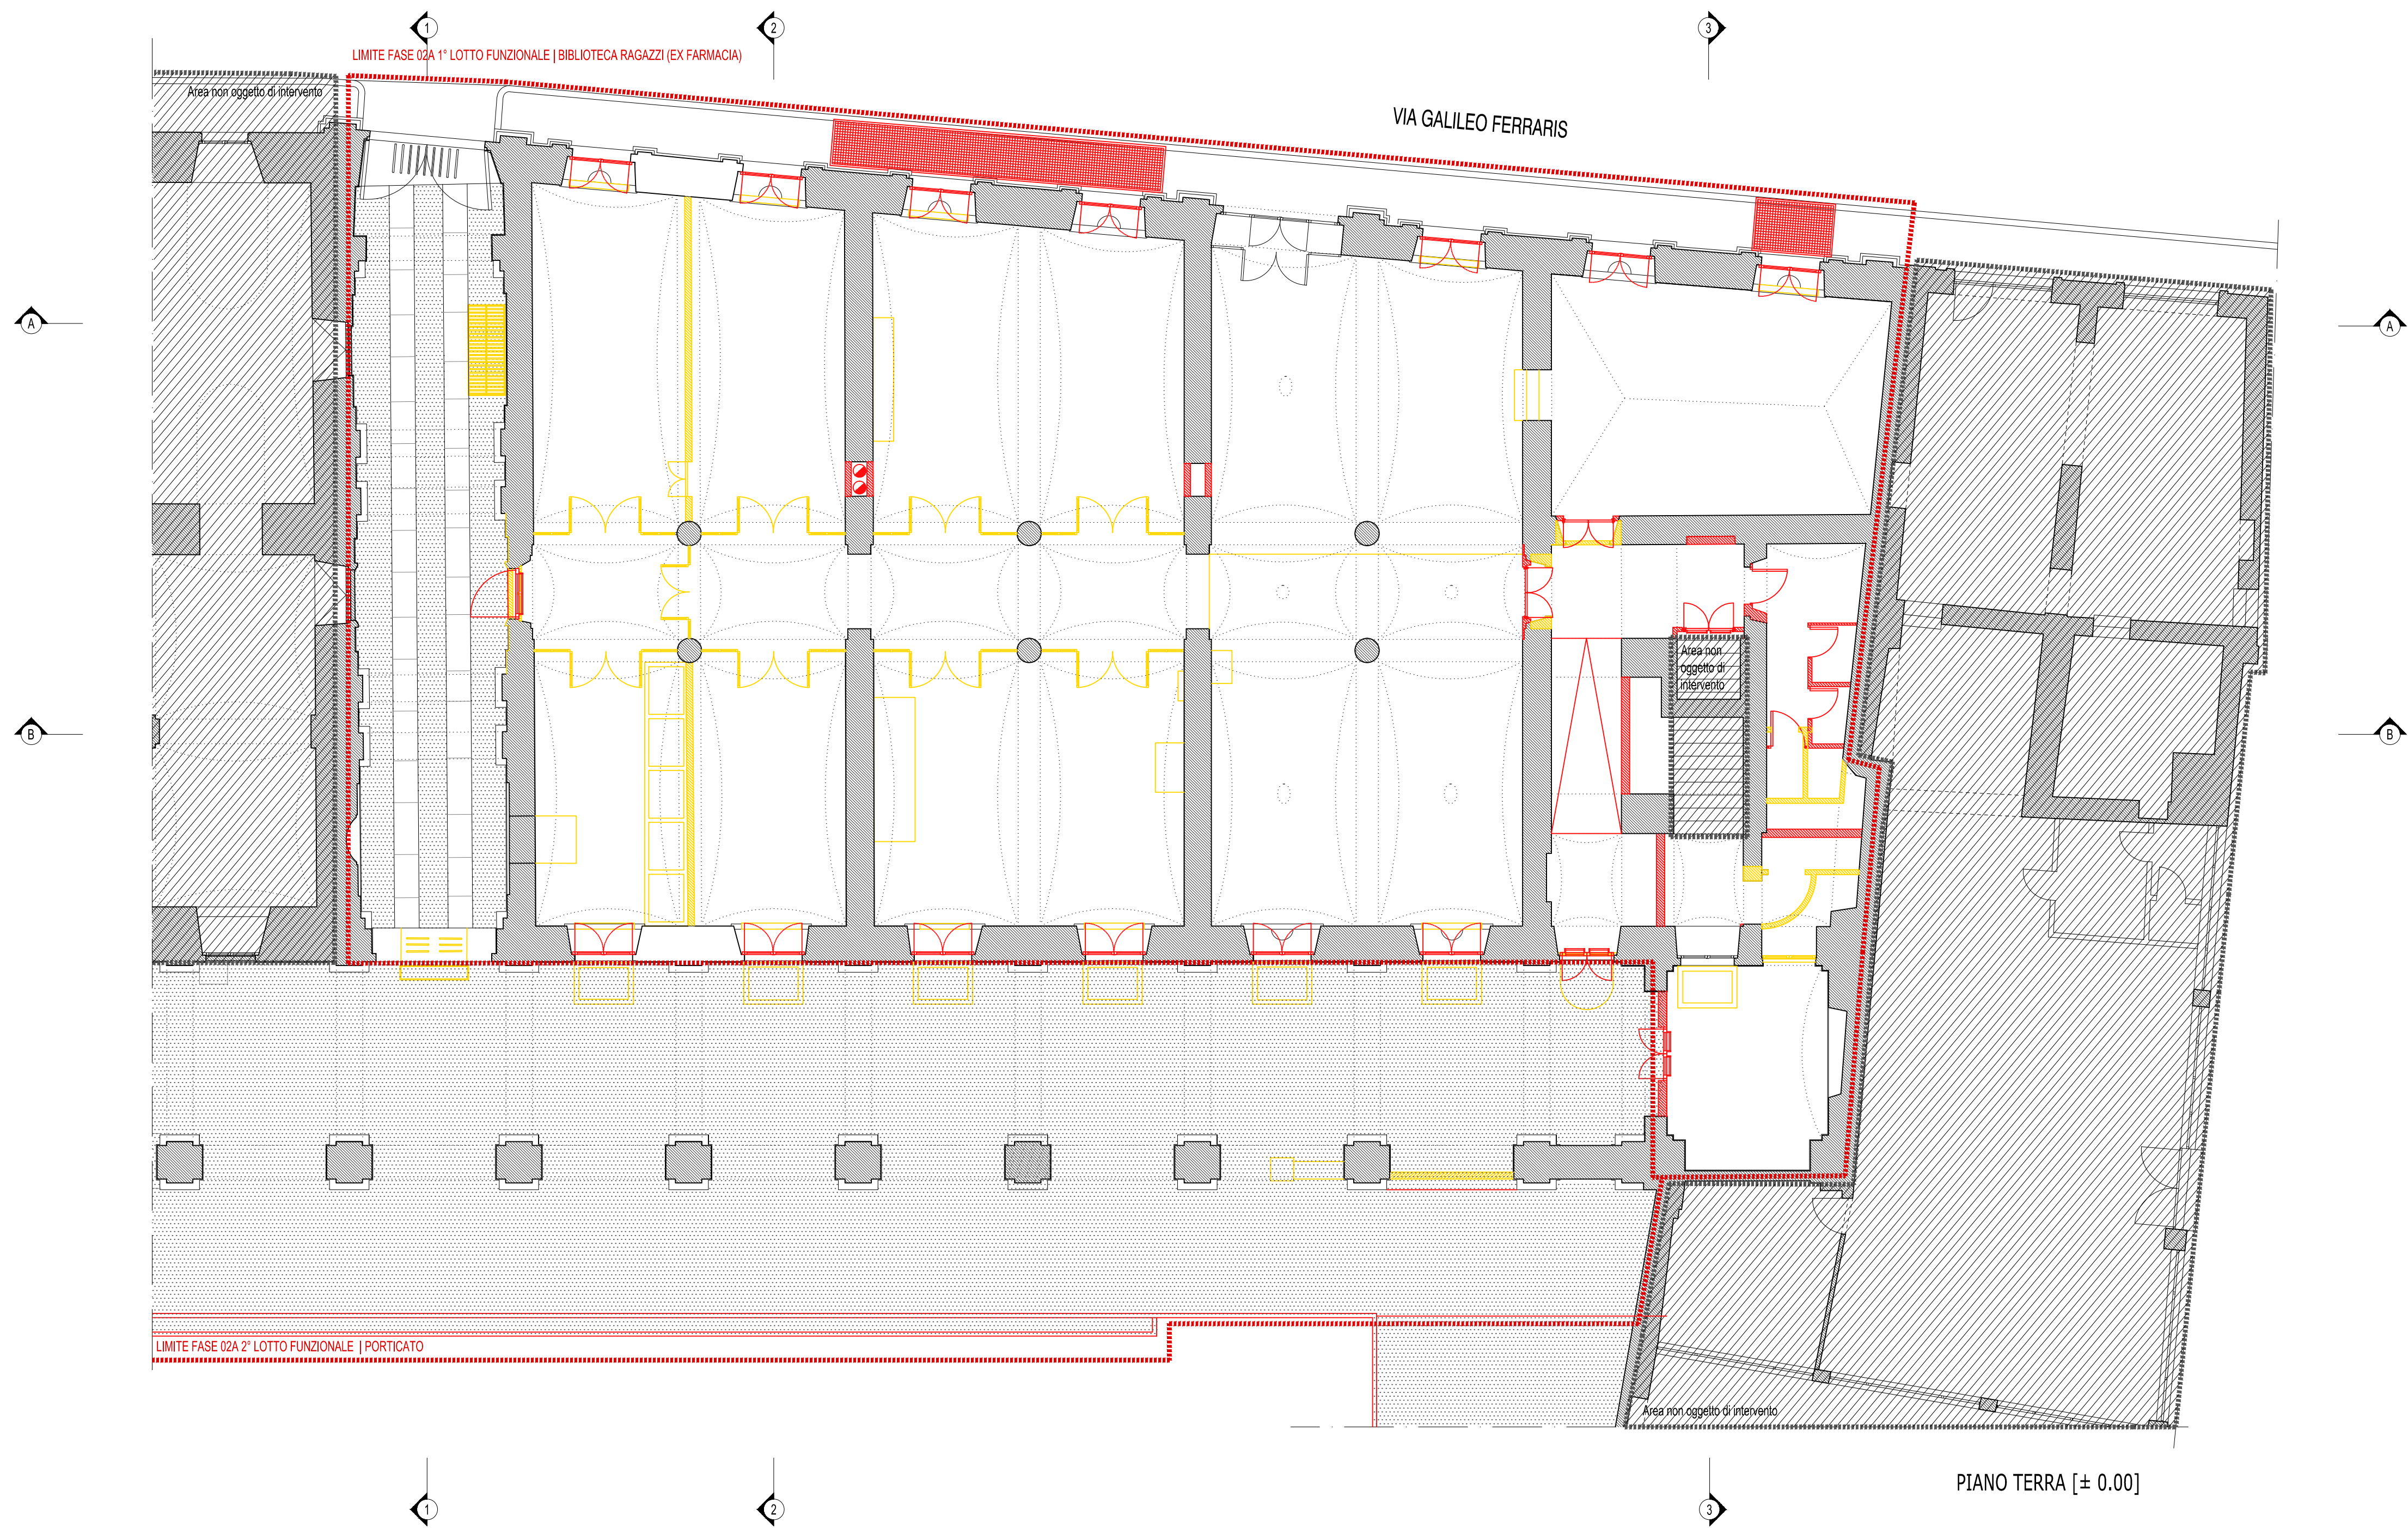 1
2
3
LIMITE FASE 02A 1° LOTTO FUNZIONALE | BIBLIOTECA RAGAZZI (EX FARMACIA)
Area non oggetto di intervento
VIA GALILEO FERRARIS
A
A
Area non
oggetto di
intervento
B
B
LIMITE FASE 02A 2° LOTTO FUNZIONALE | PORTICATO
Area non oggetto di intervento
PIANO TERRA [± 0.00]
1
2
3